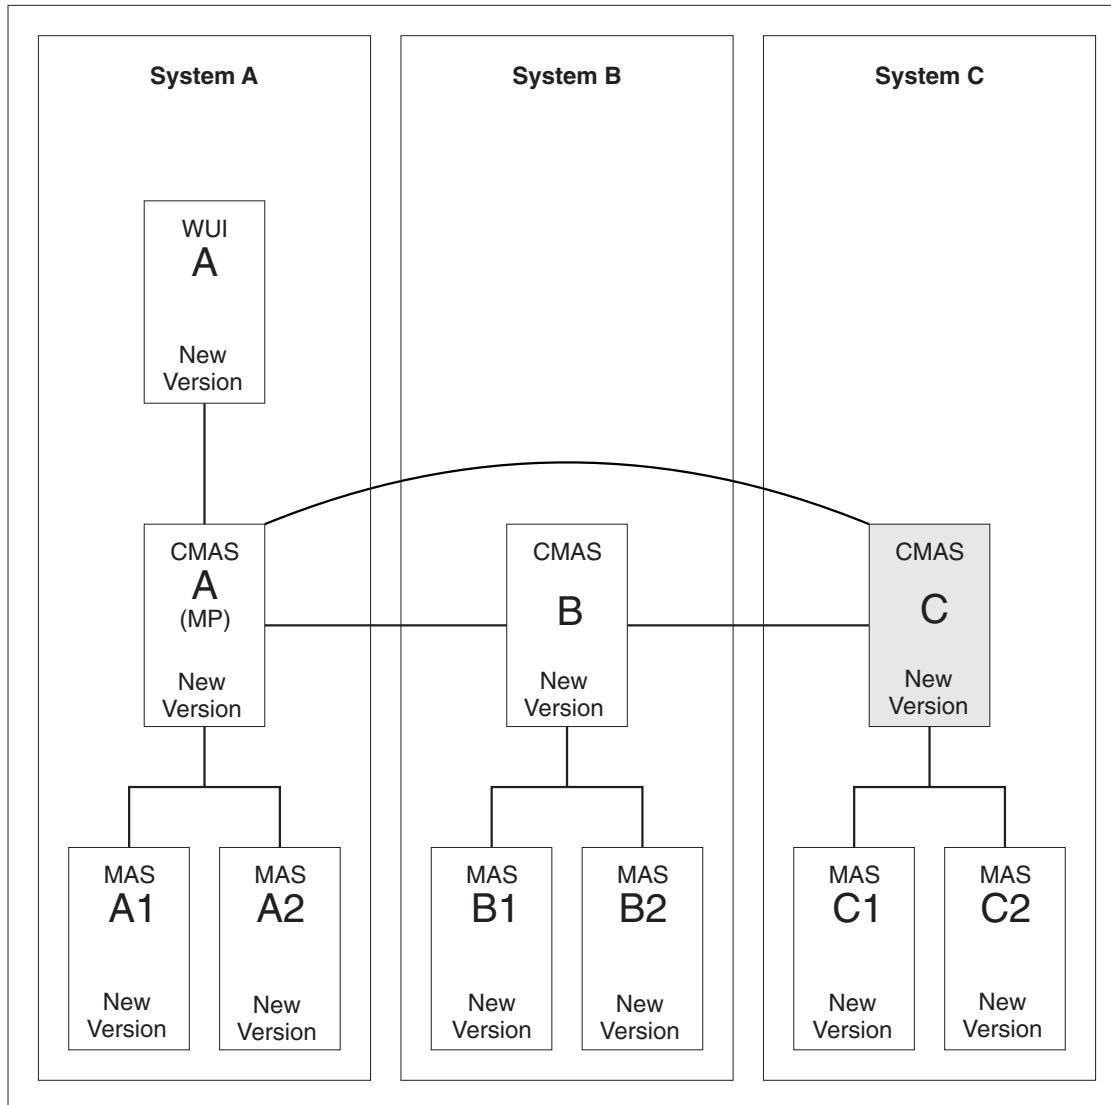 System A
System B
System C
WUI
A
New
Version
CMAS
A
(MP)
New
Version
CMAS
B
New
Version
CMAS
C
New
Version
MAS
A1
New
Version
MAS
A2
New
Version
MAS
B1
New
Version
MAS
B2
New
Version
MAS
C1
New
Version
MAS
C2
New
Version